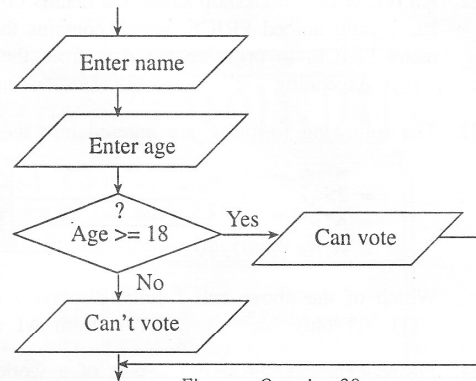 Enter name
Enter age
?
Age >= 18
Yes
Can vote
No
Can't vote